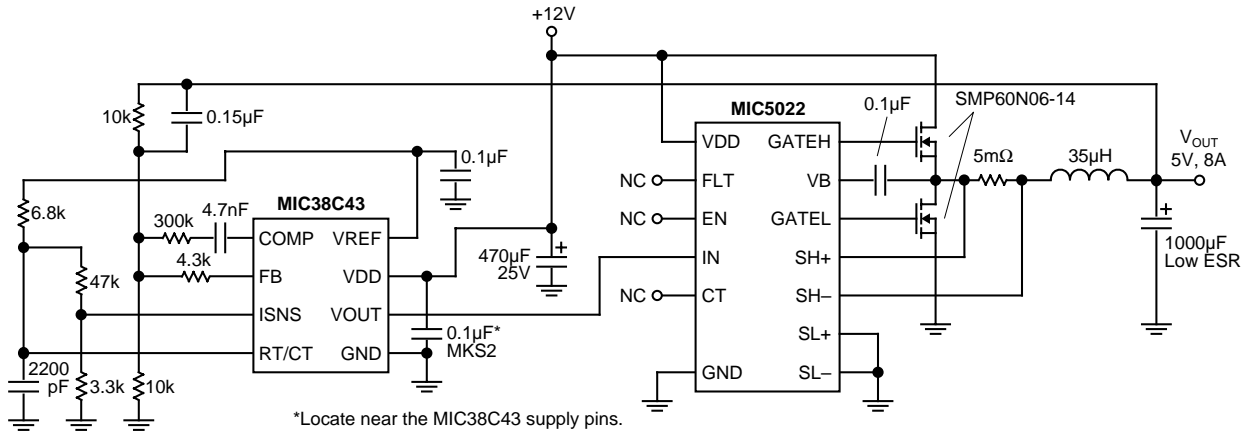 +12V
10k
0.15µF
0.1µF
6.8k
300k
4.7nF
MIC38C43
COMP
VREF
4.3k
FB
VDD
47k
ISNS
VOUT
RT/CT
GND
2200
pF
3.3k
10k
470µF
25V
0.1µF*
MKS2
MIC5022
VDD
GATEH
NC
FLT
VB
NC
EN
GATEL
IN
SH+
NC
CT
SH–
SL+
GND
SL–
0.1µF
SMP60N06-14
5mΩ
35µH
VOUT
5V, 8A
1000µF
Low ESR
*Locate near the MIC38C43 supply pins.